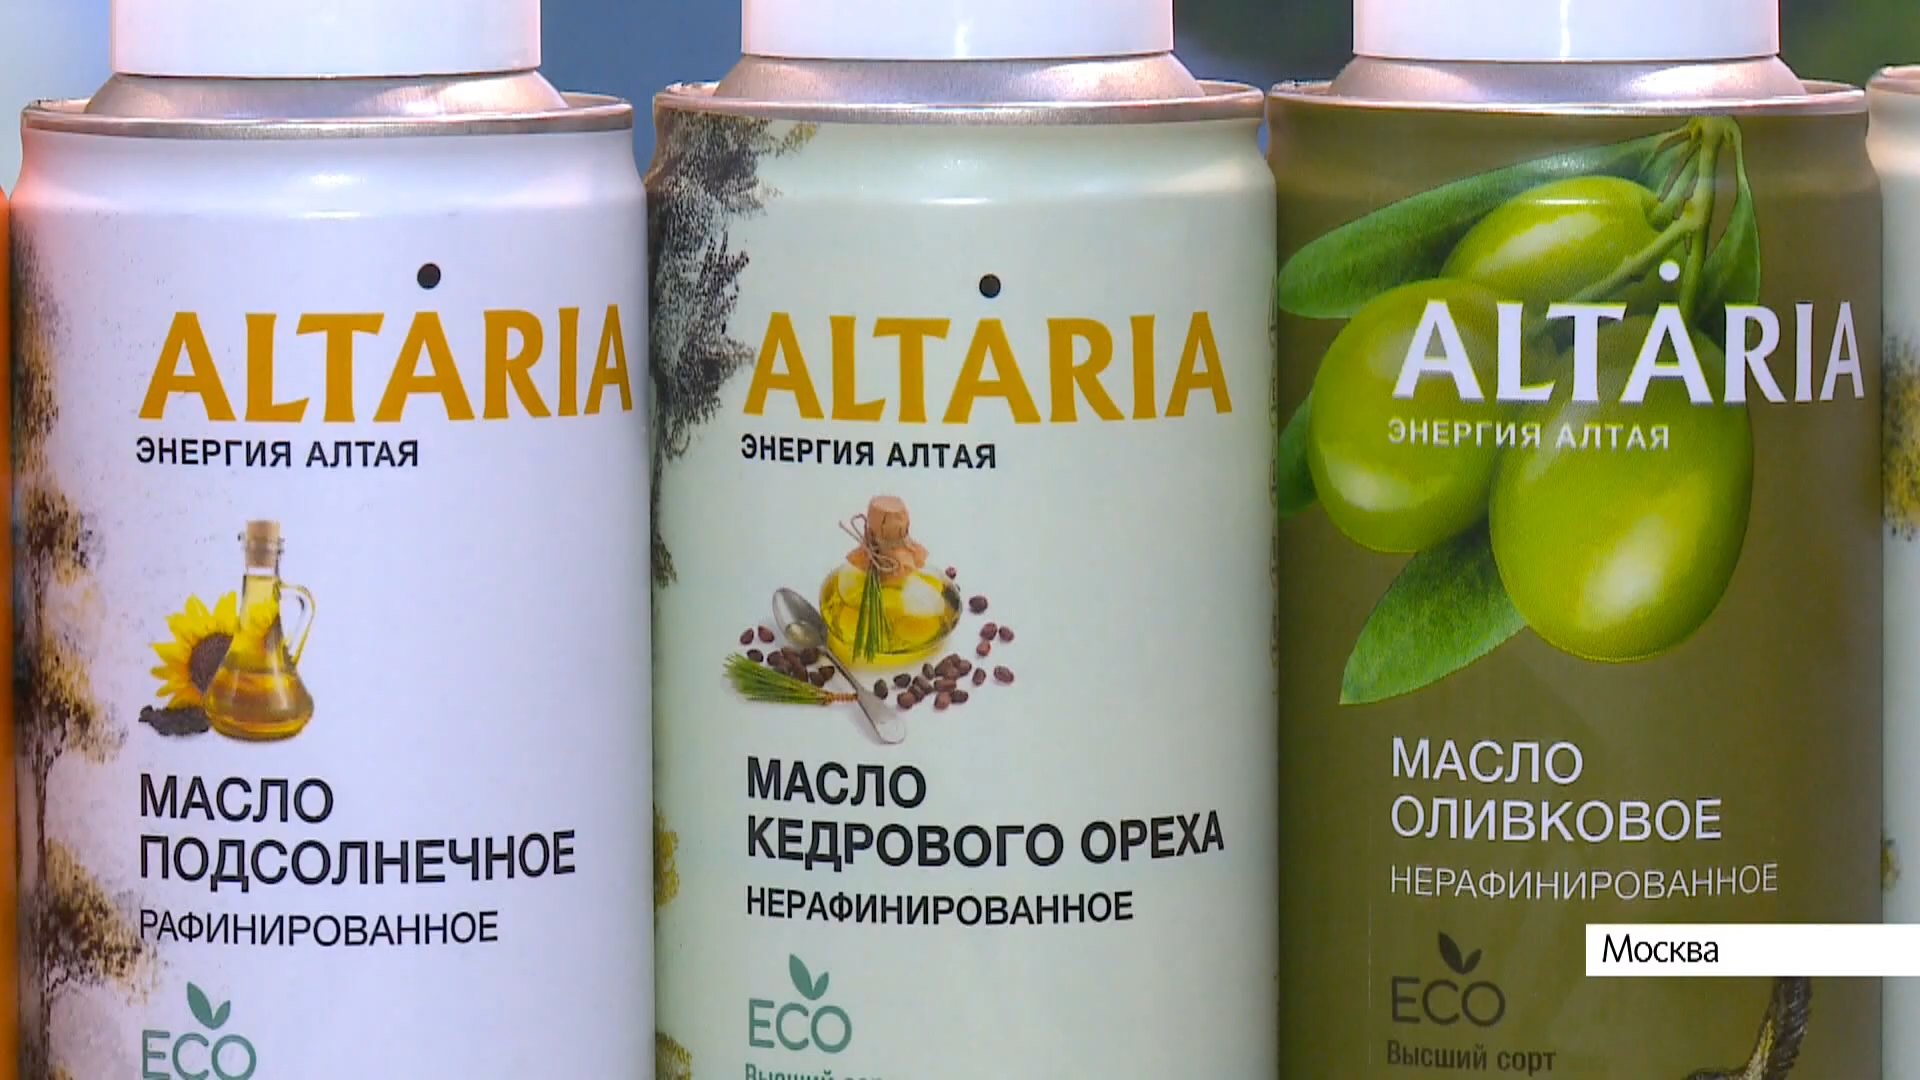 ALTARIA
ЭНЕРГИЯ АЛТАЯ
МАСЛО
ПОДСОЛНЕЧНОЕ
РАФИНИРОВАННОЕ
ECO
ALTARIA
ЭНЕРГИЯ АЛТАЯ
МАСЛО
КЕДРОВОГО ОРЕХА
НЕРАФИНИРОВАННОЕ
ECO
ALTARIA
ЭНЕРГИЯ АЛТАЯ
МАСЛО
ОЛИВКОВОЕ
НЕРАФИНИРОВАННОЕ
ECO
Высший сорт
Москва